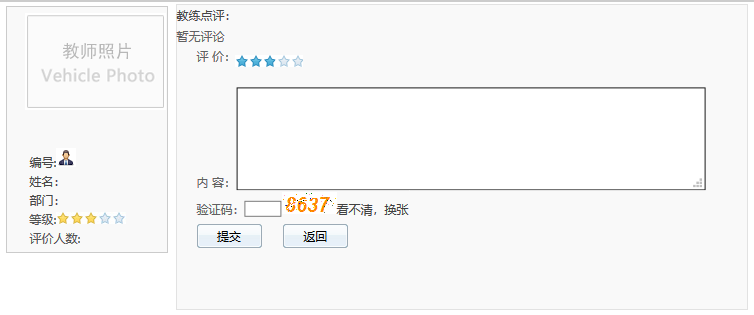 教师照片
Vehicle Photo
编号:
姓名:
部门:
等级:
评价人数:
教练点评:
暂无评论
评 价:
内 容:
验证码: 8637 看不清，换张
提交 返回